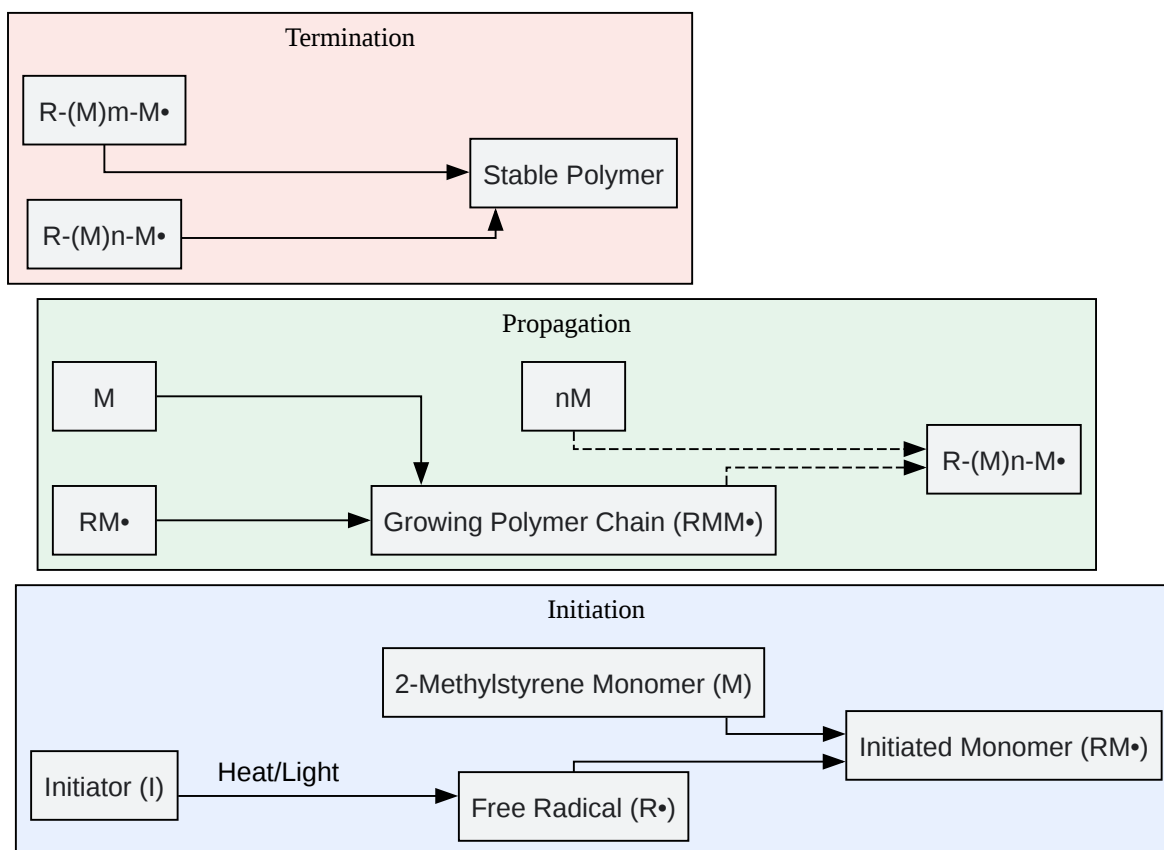 Termination
R-(M)m-M•
Stable Polymer
R-(M)n-M•
Propagation
M
nM
R-(M)n-M•
RM•
Growing Polymer Chain (RMM•)
Initiation
2-Methylstyrene Monomer (M)
Initiated Monomer (RM•)
Initiator (I)
Heat/Light
Free Radical (R•)